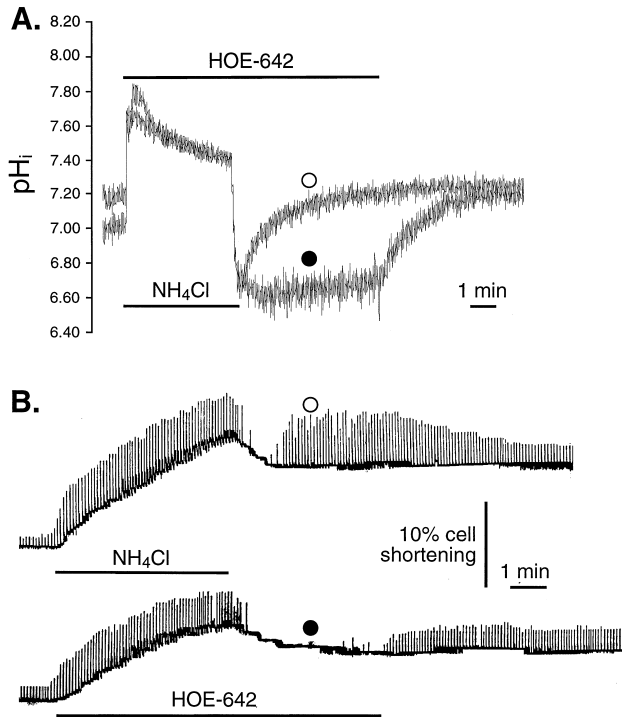 A.
8.20
8.00
7.80
7.60
7.40
7.20
7.00
6.80
6.60
6.40
pHi
HOE-642
NH4Cl
1 min
B.
NH4Cl
10% cell
shortening
1 min
HOE-642